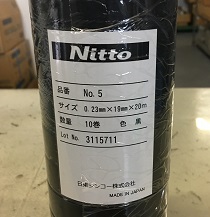 Nitto
品番 No. 5
サイズ 0.23mm×19mm×20m
数量 10巻 色 黒
Lot No. 3115711
日東シンコー株式会社
MADE IN JAPAN